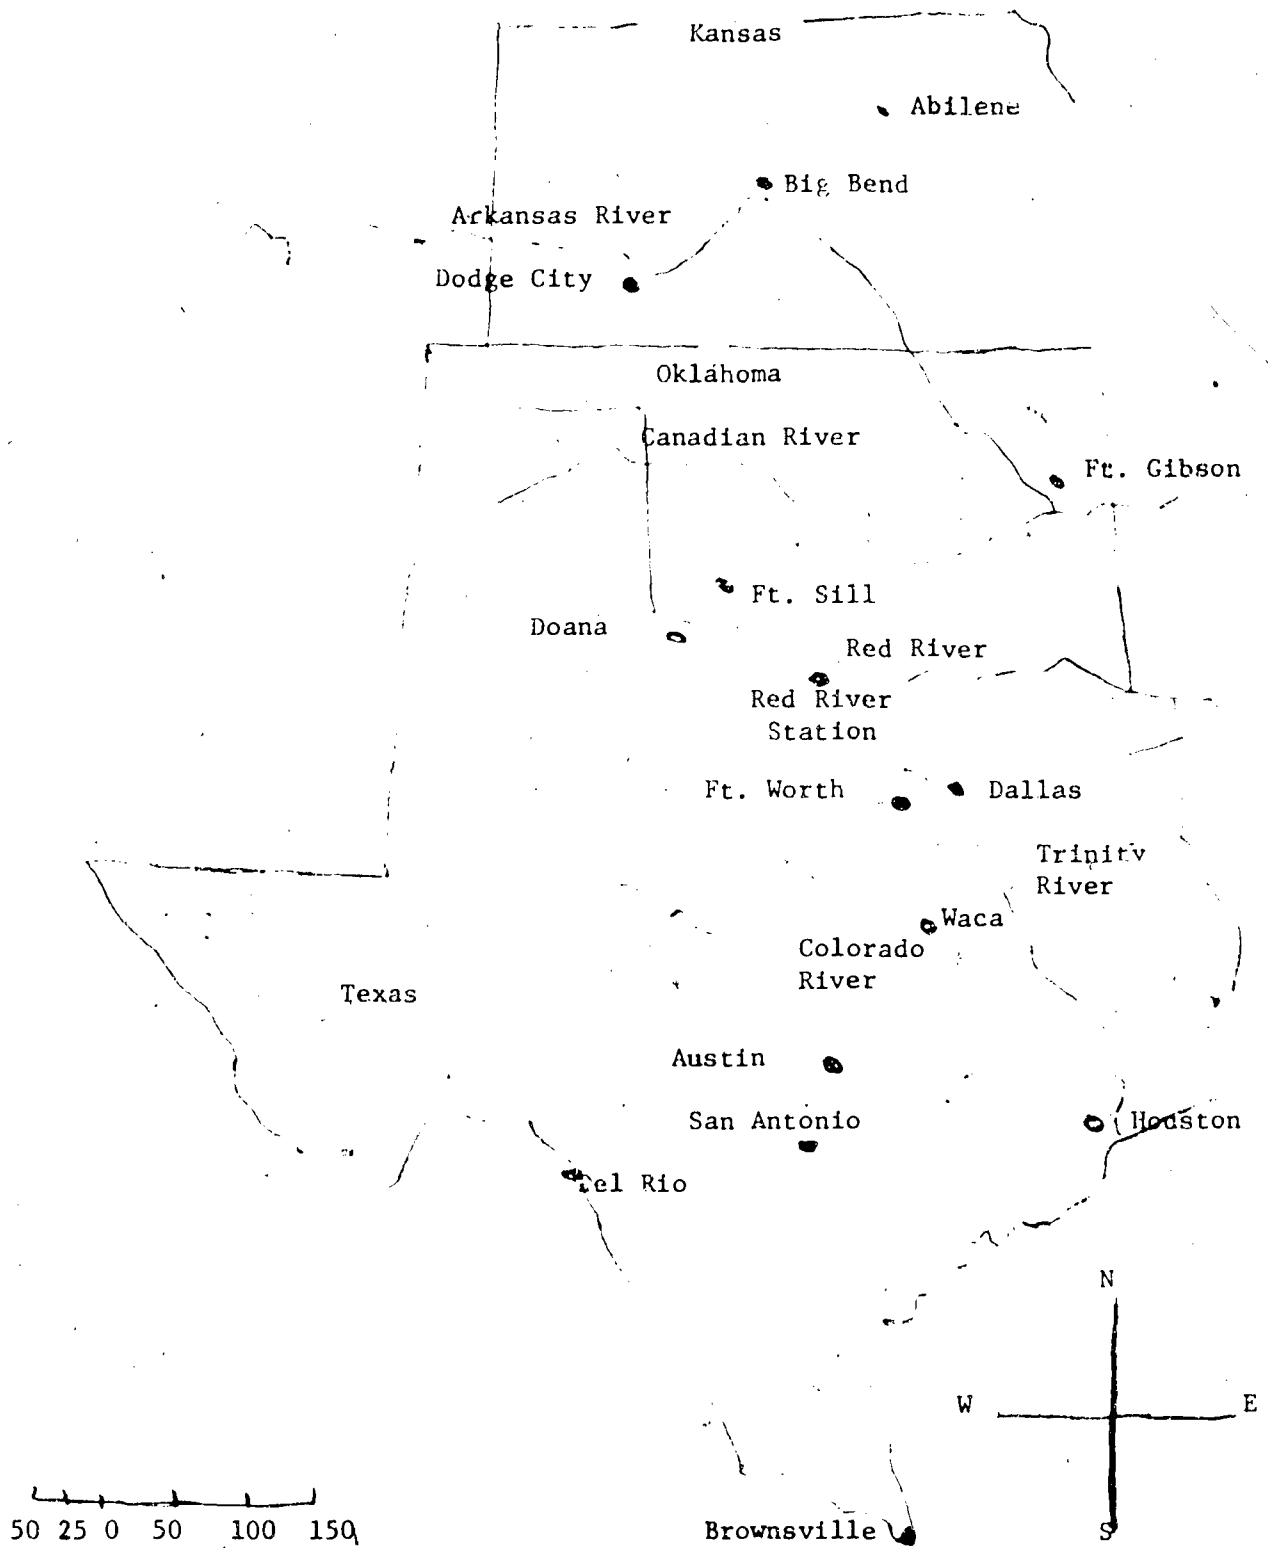 Kansas
Abilene
Big Bend
Arkansas River
Dodge City
Oklahoma
Canadian River
Ft. Gibson
Ft. Sill
Doana
Red River
Red River
Station
Ft. Worth
Dallas
Trinity
River
Waca
Colorado
River
Texas
Austin
San Antonio
Houston
Del Rio
N
W E
50 25 0 50 100 150
Brownsville
S